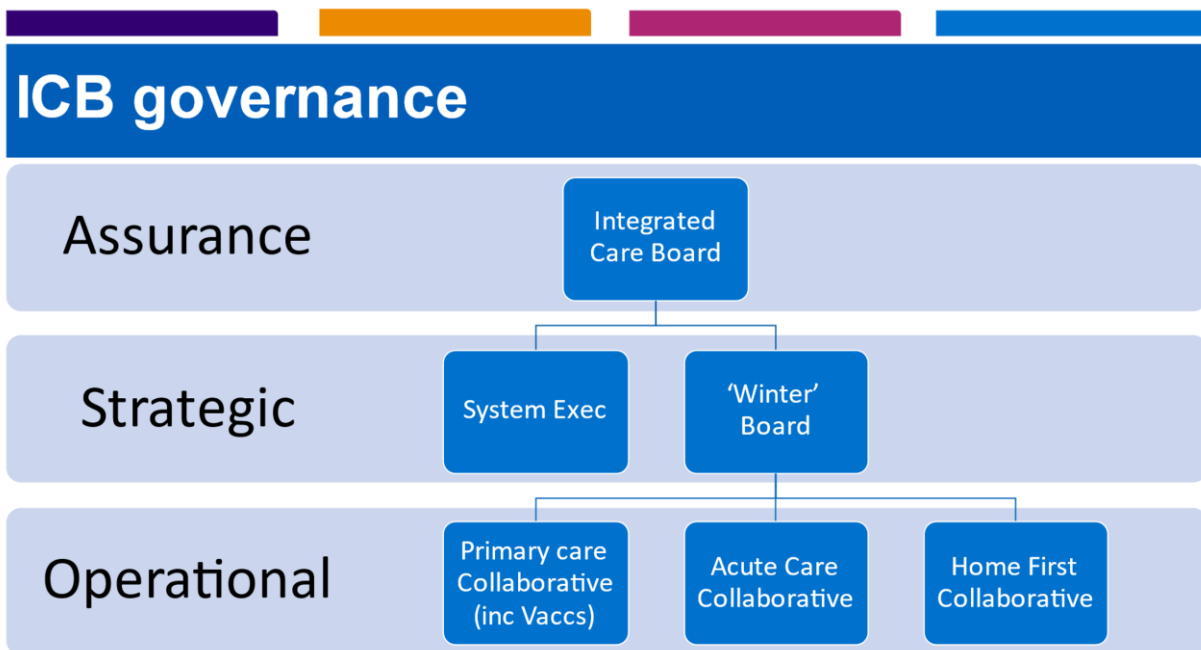 ICB governance
Assurance
Integrated
Care Board
Strategic
System Exec
‘Winter’
Board
Operational
Primary care
Collaborative
(inc Vaccs)
Acute Care
Collaborative
Home First
Collaborative